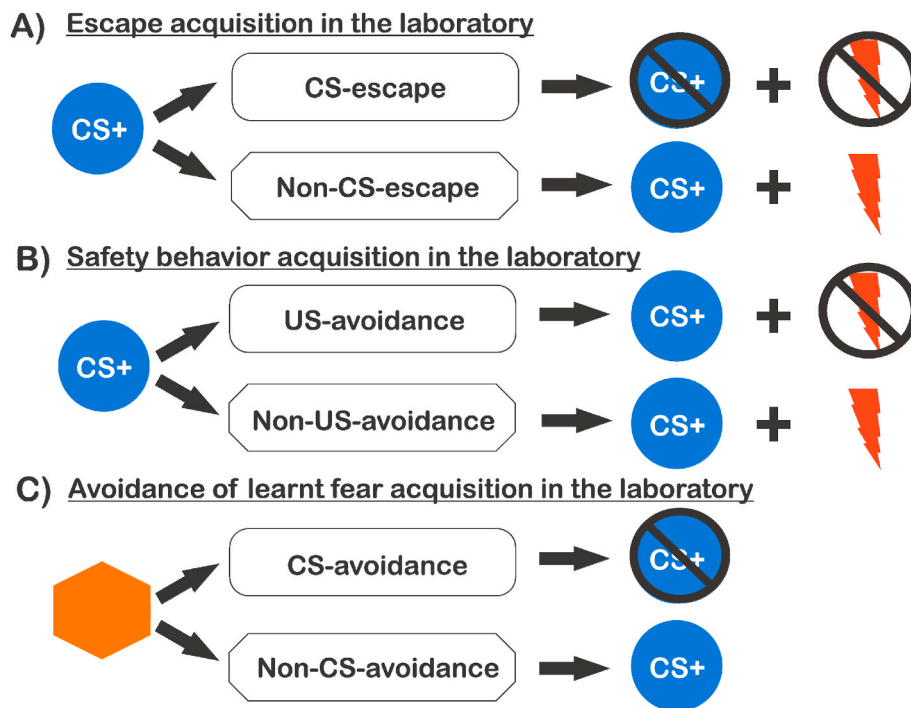 A) Escape acquisition in the laboratory
CS-escape
CS+ CS+ +
Non-CS-escape CS+ +
B) Safety behavior acquisition in the laboratory
US-avoidance CS+ +
CS+
Non-US-avoidance CS+ +
C) Avoidance of learnt fear acquisition in the laboratory
CS-avoidance CS+
Non-CS-avoidance CS+